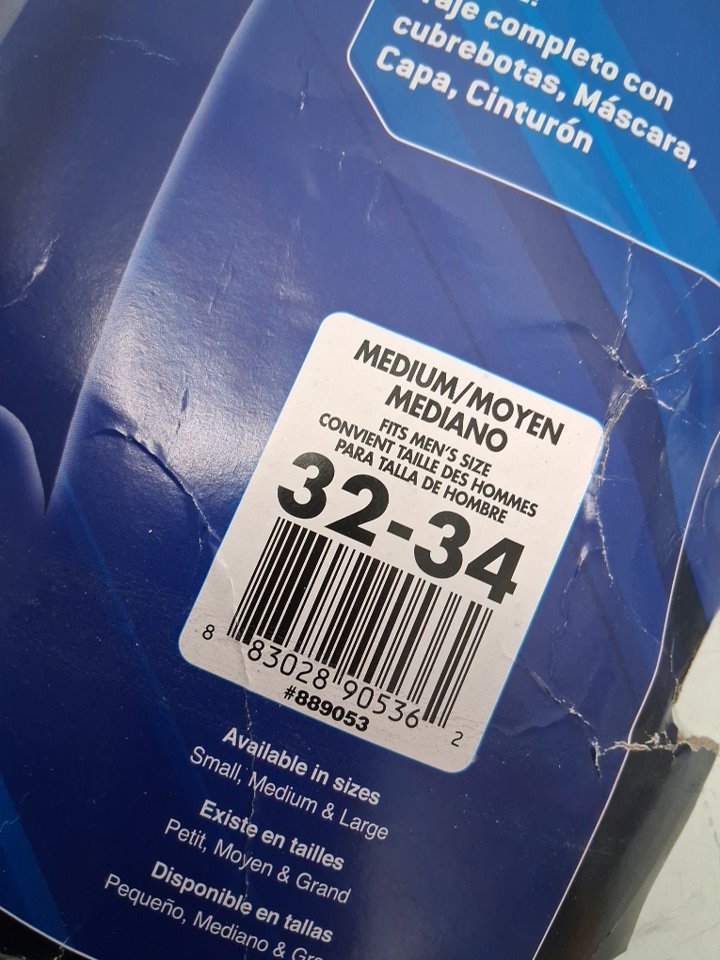 completo con
cubrebotas, Máscara,
Capa, Cinturón
MEDIUM/MOYEN
MEDIANO
FITS MEN'S SIZE
CONVIENT TAILLE DES HOMMES
PARA TALLA DE HOMBRE
32-34
8 83028 90536 2
#889053
Available in sizes
Small, Medium & Large
Existe en tailles
Petit, Moyen & Grand
Disponible en tallas
Pequeño, Mediano &